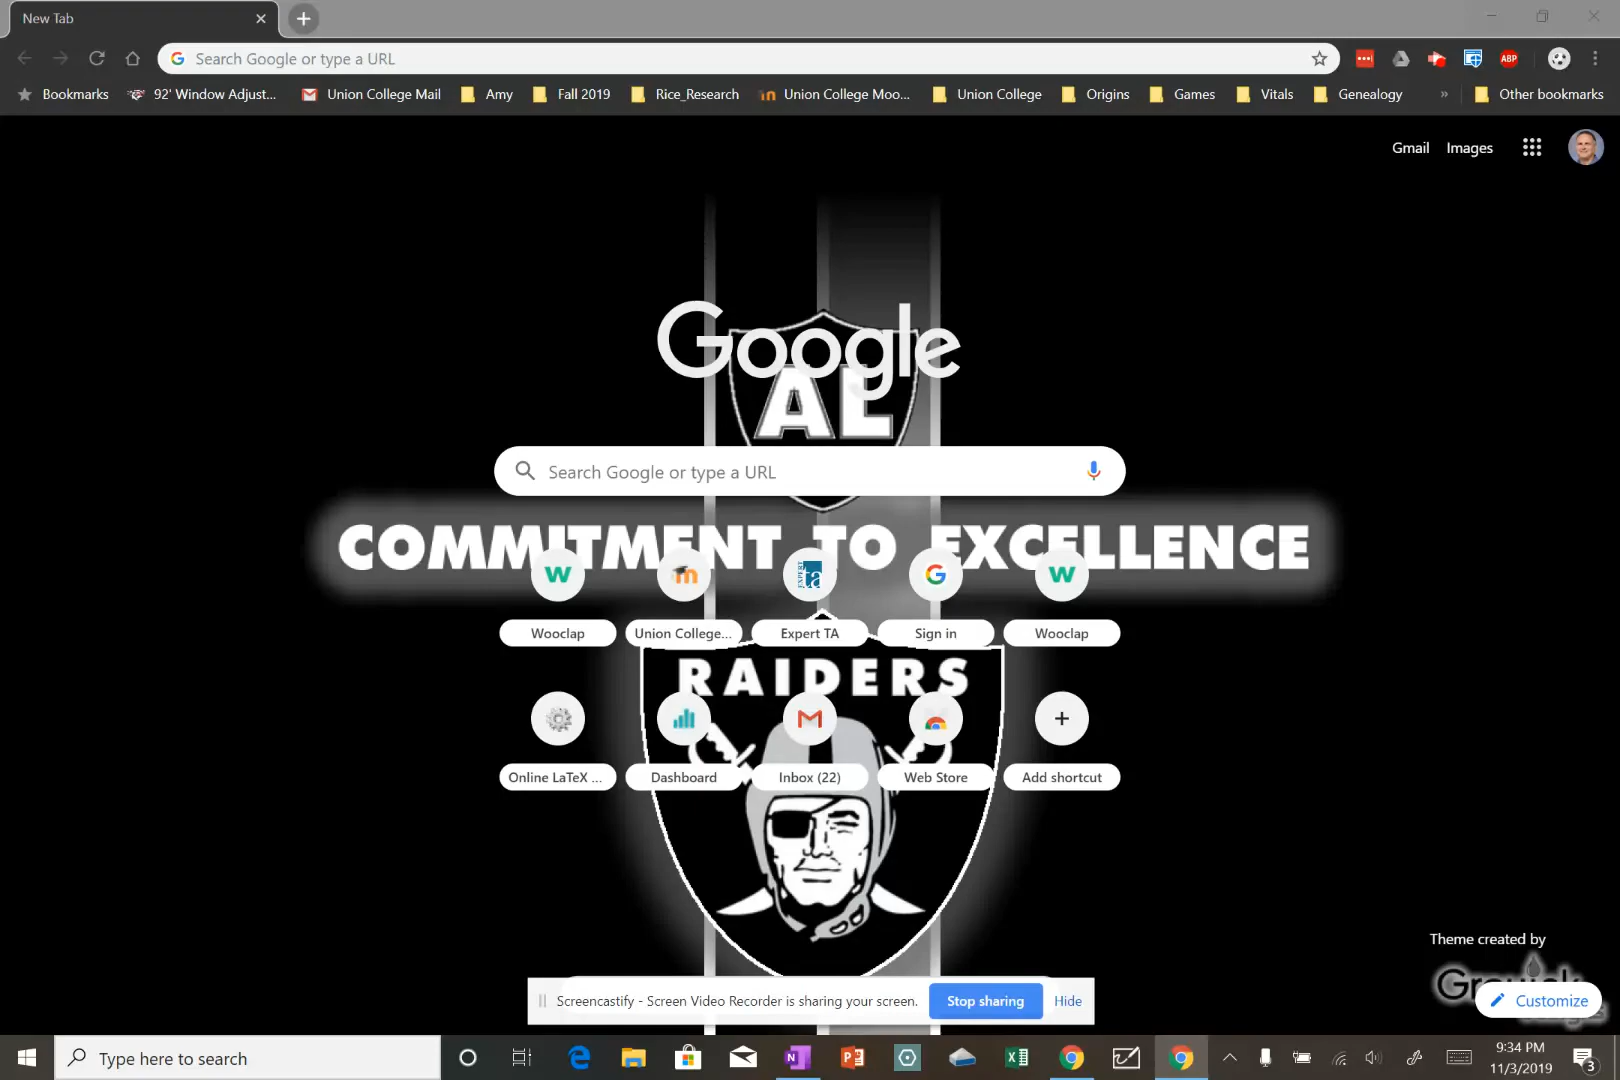 New Tab
Search Google or type a URL
ABP
Bookmarks
92' Window Adjust...
Union College Mail
Amy
Fall 2019
Rice_Research
Union College Moo...
Union College
Origins
Games
Vitals
Genealogy
»
Other bookmarks
Gmail
Images
Google
AL
Search Google or type a URL
COMMITMENT TO EXCELLENCE
Wooclap
Union College...
Expert TA
Sign in
Wooclap
RAIDERS
Online LaTeX ...
Dashboard
Inbox (22)
Web Store
Add shortcut
Theme created by
Customize
Screencastify - Screen Video Recorder is sharing your screen.
Stop sharing
Hide
Type here to search
9:34 PM
11/3/2019
3